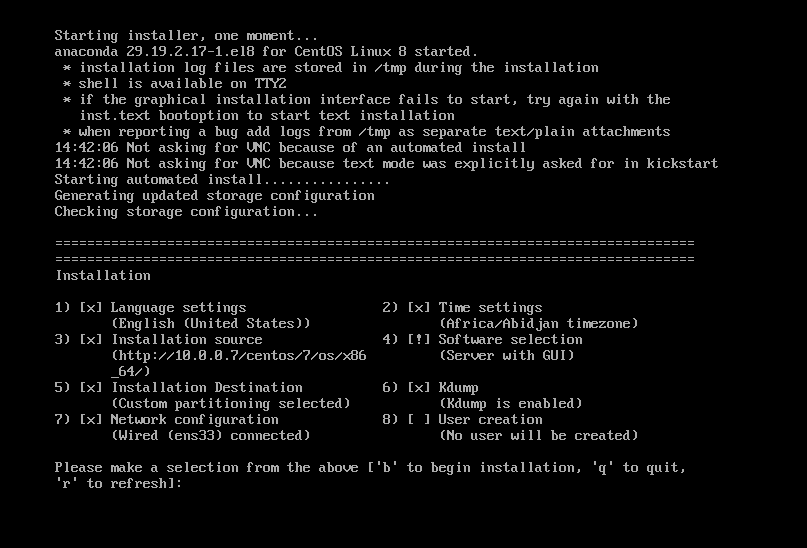 Starting installer, one moment...
anaconda 29.19.2.17-1.el8 for CentOS Linux 8 started.
 * installation log files are stored in /tmp during the installation
 * shell is available on TTY2
 * if the graphical installation interface fails to start, try again with the
   inst.text bootoption to start text installation
 * when reporting a bug add logs from /tmp as separate text/plain attachments
14:42:06 Not asking for VNC because of an automated install
14:42:06 Not asking for VNC because text mode was explicitly asked for in kickstart
Starting automated install................
Generating updated storage configuration
Checking storage configuration...
================================================================================
================================================================================
Installation
1) [x] Language settings                 2) [x] Time settings
       (English (United States))                (Africa/Abidjan timezone)
3) [x] Installation source               4) [!] Software selection
       (http://10.0.0.7/centos/7/os/x86         (Server with GUI)
       _64/)
5) [x] Installation Destination          6) [x] Kdump
       (Custom partitioning selected)           (Kdump is enabled)
7) [x] Network configuration             8) [ ] User creation
       (Wired (ens33) connected)                (No user will be created)
Please make a selection from the above ['b' to begin installation, 'q' to quit,
'r' to refresh]: